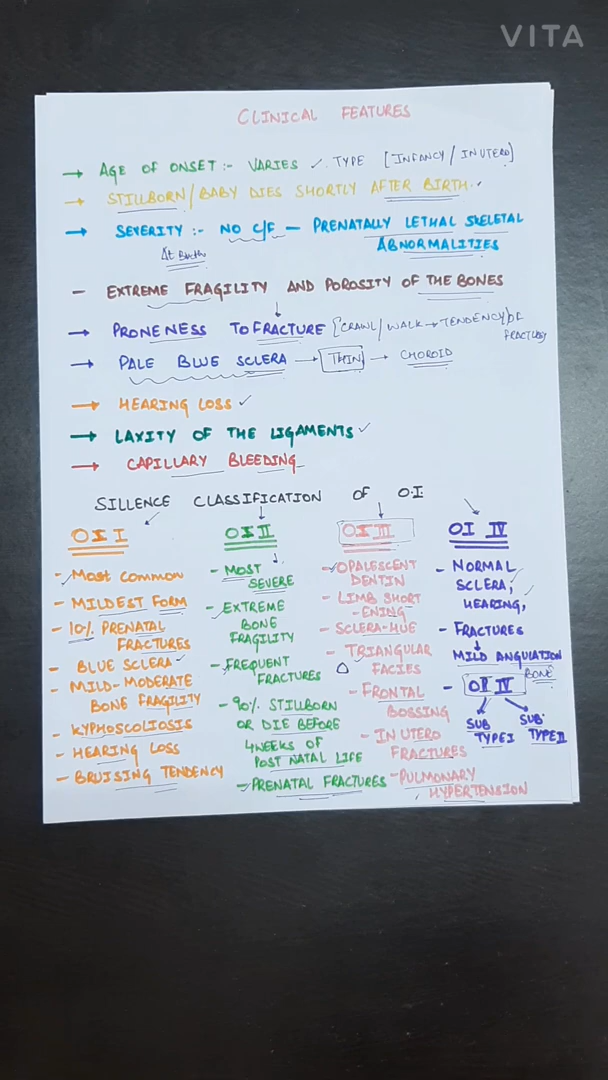 VITA
CLINICAL FEATURES
→ AGE OF ONSET :- VARIES ✓ TYPE [INFANCY / INUTERO]
→ STILLBORN/BABY DIES SHORTLY AFTER BIRTH ✓
→ SEVERITY :- NO C/F — PRENATALLY LETHAL SKELETAL
At Birth ABNORMALITIES
- EXTREME FRAGILITY AND POROSITY OF THE BONES
→ PRONENESS TO FRACTURE [CRAWL / WALK → TENDENCY OF
→ PALE BLUE SCLERA → THIN → CHOROID
→ HEARING LOSS ✓
→ LAXITY OF THE LIGAMENTS ✓
→ CAPILLARY BLEEDING
SILLENCE CLASSIFICATION OF O.I.
OI I
- Most common
- MILDEST FORM
- 10% PRENATAL
FRACTURES
- BLUE SCLERA
- MILD-MODERATE
BONE FRAGILITY
- KYPHOSCOLIOSIS
- HEARING LOSS
- BRUISING TENDENCY
OI II
- MOST
SEVERE
- EXTREME
BONE
FRAGILITY
- FREQUENT
FRACTURES
- 90% STILLBORN
OR DIE BEFORE
4WEEKS OF
POST NATAL LIFE
- PRENATAL FRACTURES
OI III
- OPALESCENT
DENTIN
- LIMB SHORT
-ENING
- SCLERA-HUE
- TRIANGULAR
FACIES
- FRONTAL
BOSSING
- IN UTERO
FRACTURES
- PULMONARY
HYPERTENSION
OI IV
- NORMAL
SCLERA,
HEARING,
- FRACTURES
MILD ANGULATION
BONE
- OI IV
SUB TYPE I
SUB TYPE II